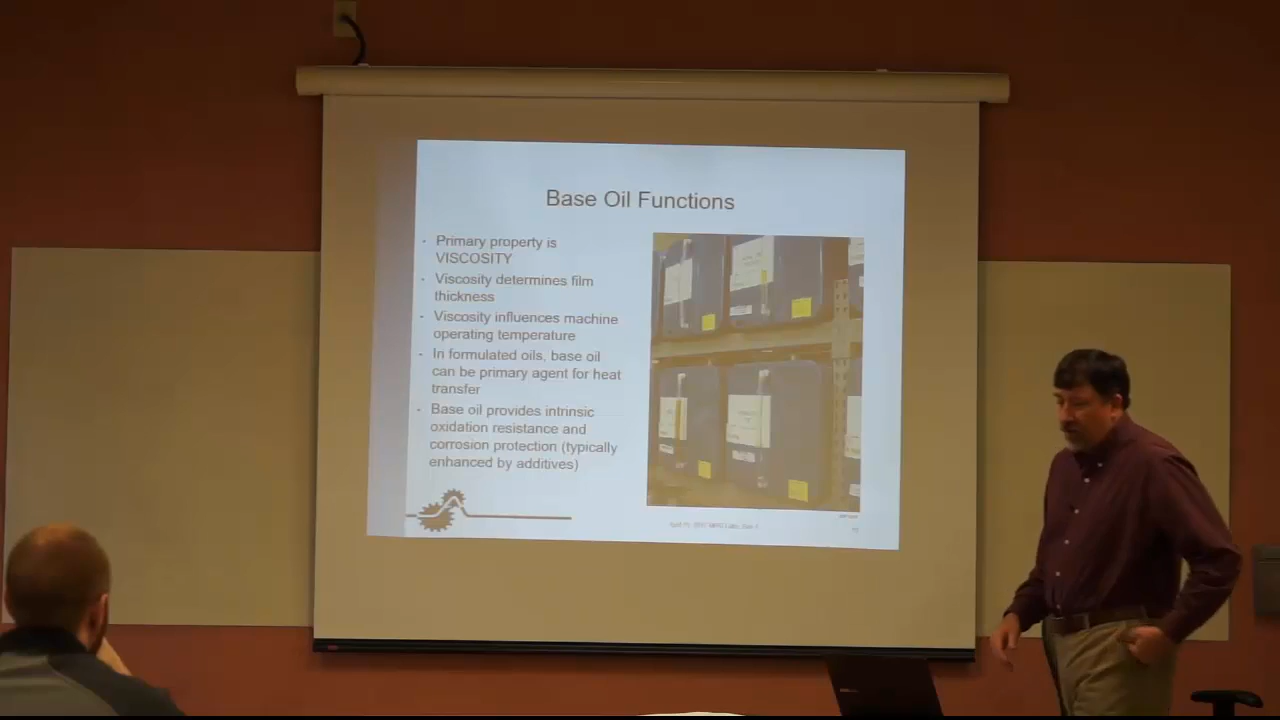 Base Oil Functions
· Primary property is
VISCOSITY
· Viscosity determines film
thickness
· Viscosity influences machine
operating temperature
· In formulated oils, base oil
can be primary agent for heat
transfer
· Base oil provides intrinsic
oxidation resistance and
corrosion protection (typically
enhanced by additives)